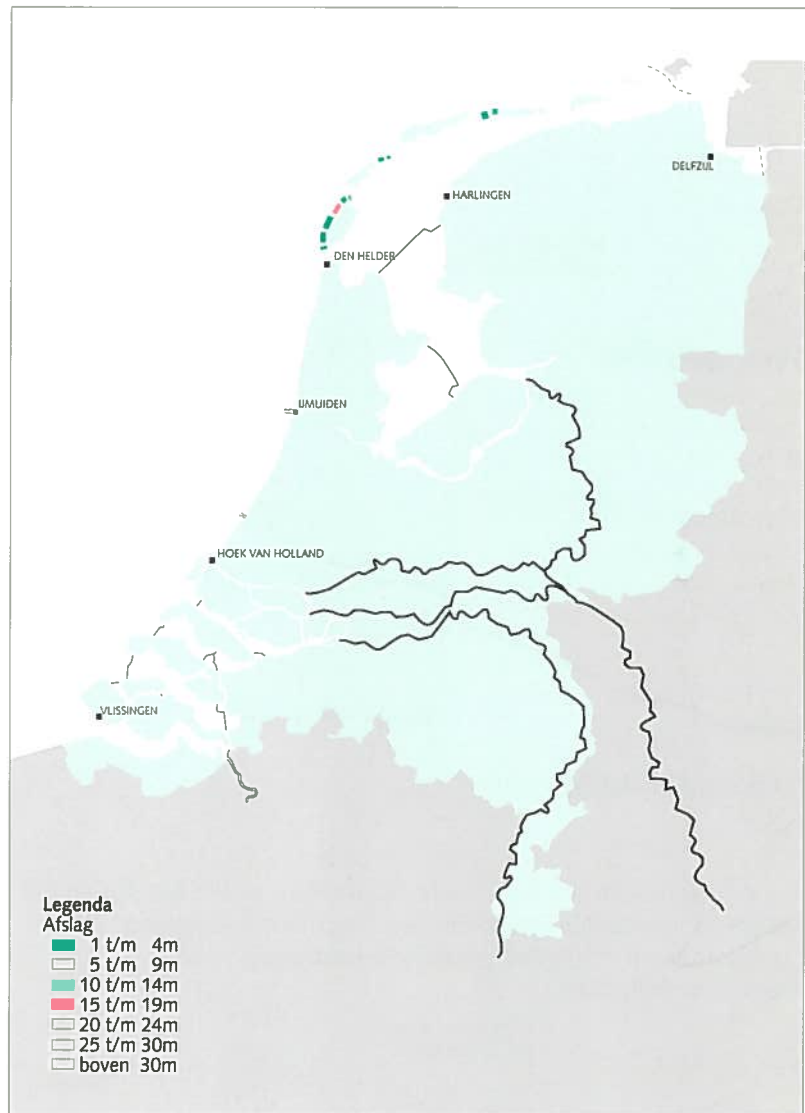 DELFZIJL
HARLINGEN
DEN HELDER
IJMUIDEN
HOEK VAN HOLLAND
VLISSINGEN
Legenda
Afslag
1 t/m 4m
5 t/m 9m
10 t/m 14m
15 t/m 19m
20 t/m 24m
25 t/m 30m
boven 30m